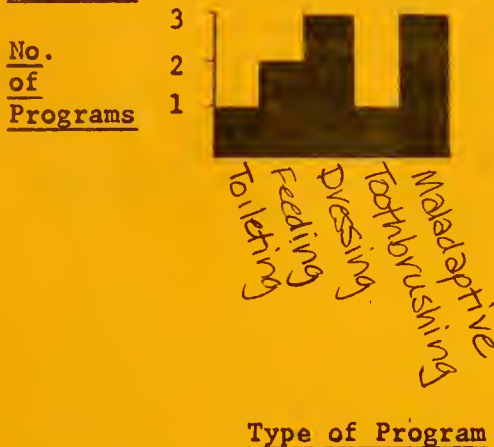 3
No.
of
Programs
2
1
Toileting
Feeding
Dressing
Toothbrushing
Maladaptive
Type of Program